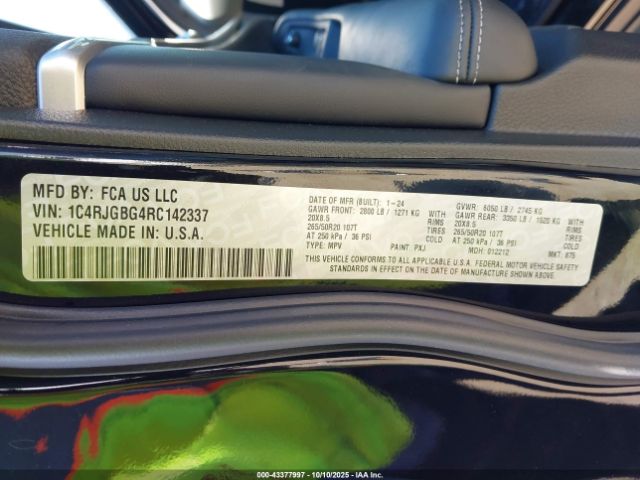 MFD BY: FCA US LLC
VIN: 1C4RJGBG4RC142337
VEHICLE MADE IN: U.S.A.
DATE OF MFR (BUILT): 1-24 GVWR: 6050 LB / 2745 KG
GAWR FRONT: 2800 LB / 1271 KG WITH GAWR REAR: 3350 LB / 1520 KG WITH
20X8.5 RIMS 20X8.5 RIMS
265/50R20 107T TIRES 265/50R20 107T TIRES
AT 250 kPa / 36 PSI COLD AT 250 kPa / 36 PSI COLD
TYPE: MPV PAINT: PXJ MDH: 012212 MKT: 875
THIS VEHICLE CONFORMS TO ALL APPLICABLE U.S.A. FEDERAL MOTOR VEHICLE SAFETY
STANDARDS IN EFFECT ON THE DATE OF MANUFACTURE SHOWN ABOVE.
000-43377997 - 10/10/2025 - IAA, Inc.